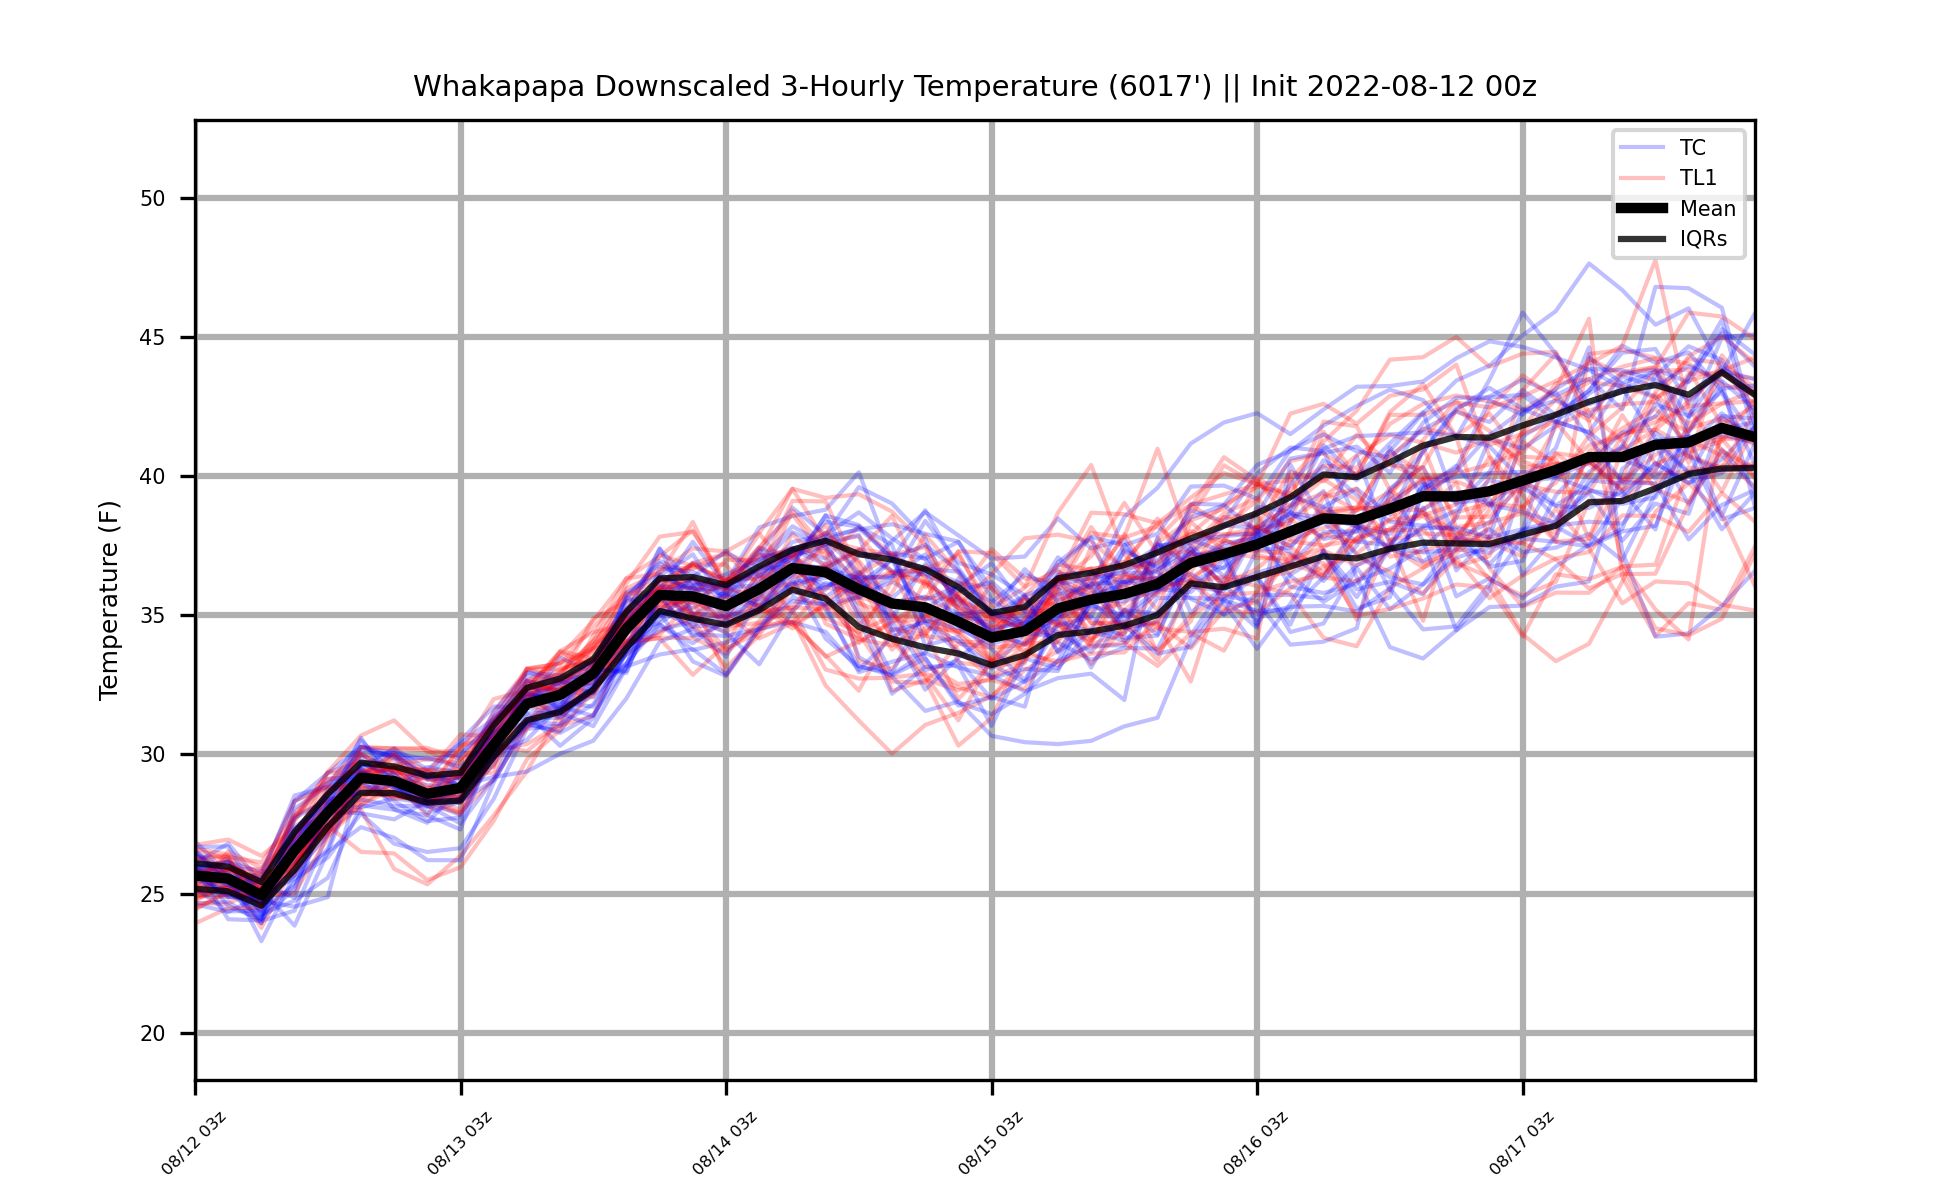 Whakapapa Downscaled 3-Hourly Temperature (6017') || Init 2022-08-12 00z
TC
TL1
Mean
IQRs
Temperature (F)
50
45
40
35
30
25
20
08/12 03z
08/13 03z
08/14 03z
08/15 03z
08/16 03z
08/17 03z